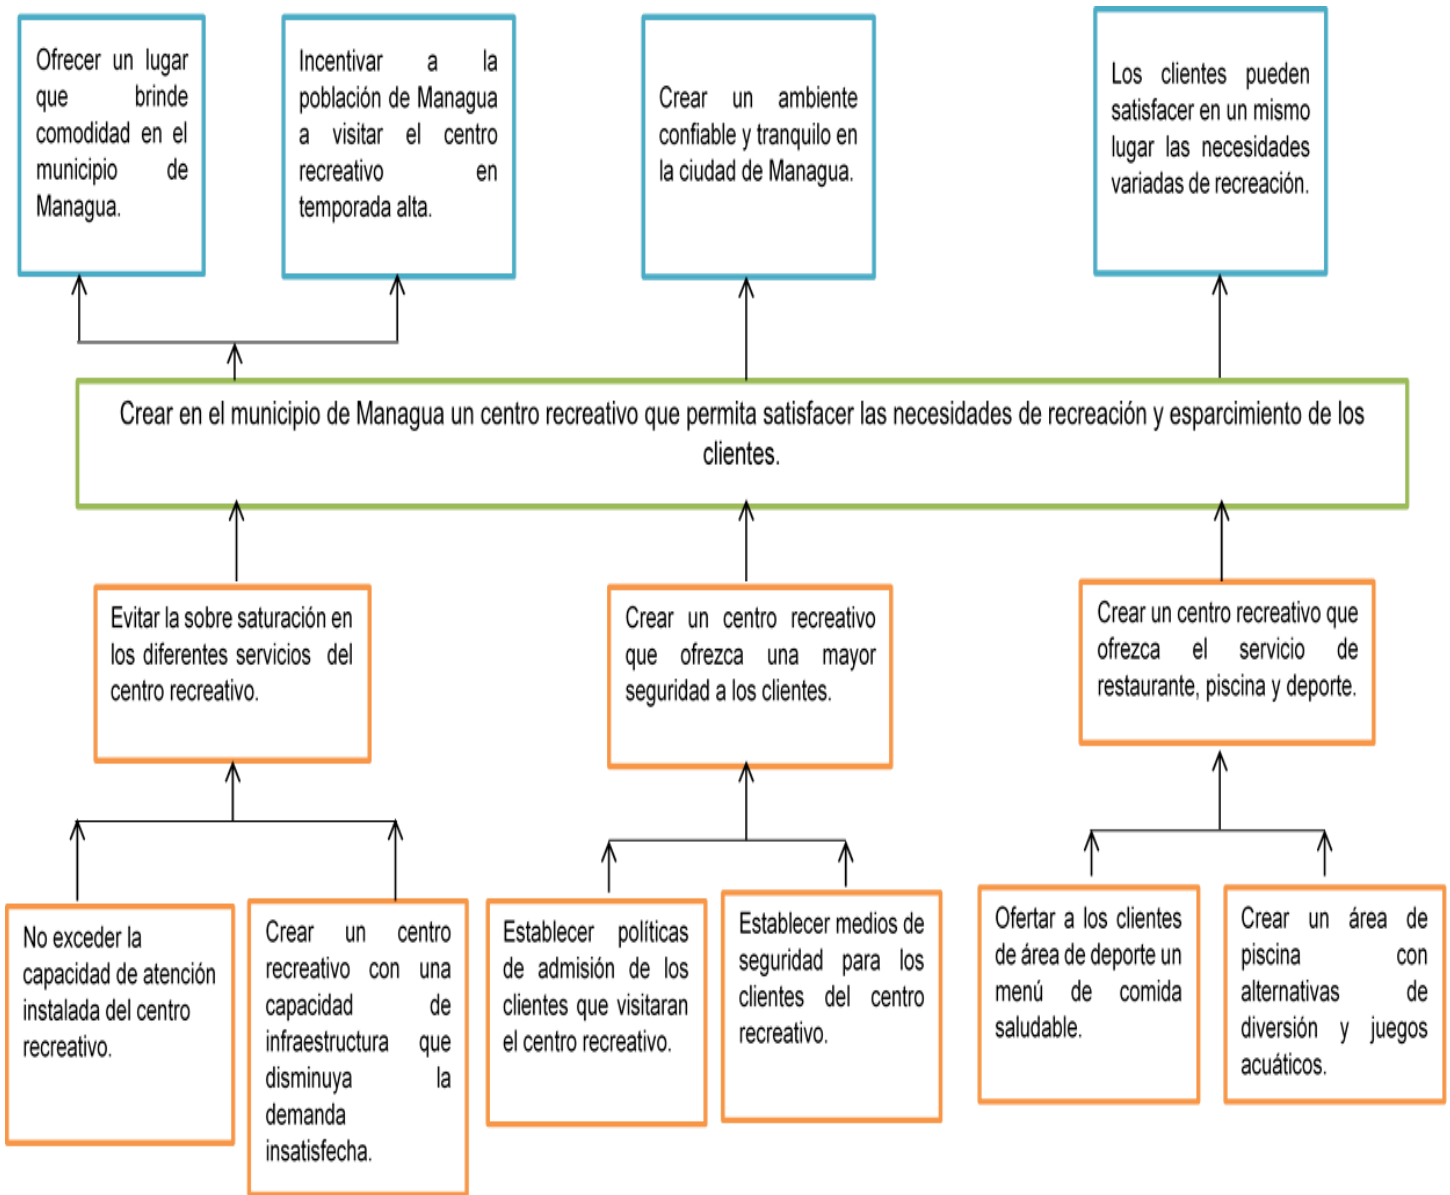 Ofrecer un lugar
que brinde
comodidad en el
municipio de
Managua.
Incentivar a la
población de Managua
a visitar el centro
recreativo en
temporada alta.
Crear un ambiente
confiable y tranquilo en
la ciudad de Managua.
Los clientes pueden
satisfacer en un mismo
lugar las necesidades
variadas de recreación.
Crear en el municipio de Managua un centro recreativo que permita satisfacer las necesidades de recreación y esparcimiento de los
clientes.
Evitar la sobre saturación en
los diferentes servicios del
centro recreativo.
Crear un centro recreativo
que ofrezca una mayor
seguridad a los clientes.
Crear un centro recreativo que
ofrezca el servicio de
restaurante, piscina y deporte.
No exceder la
capacidad de atención
instalada del centro
recreativo.
Crear un centro
recreativo con una
capacidad de
infraestructura que
disminuya la
demanda
insatisfecha.
Establecer políticas
de admisión de los
clientes que visitaran
el centro recreativo.
Establecer medios de
seguridad para los
clientes del centro
recreativo.
Ofertar a los clientes
de área de deporte un
menú de comida
saludable.
Crear un área de
piscina con
alternativas de
diversión y juegos
acuáticos.